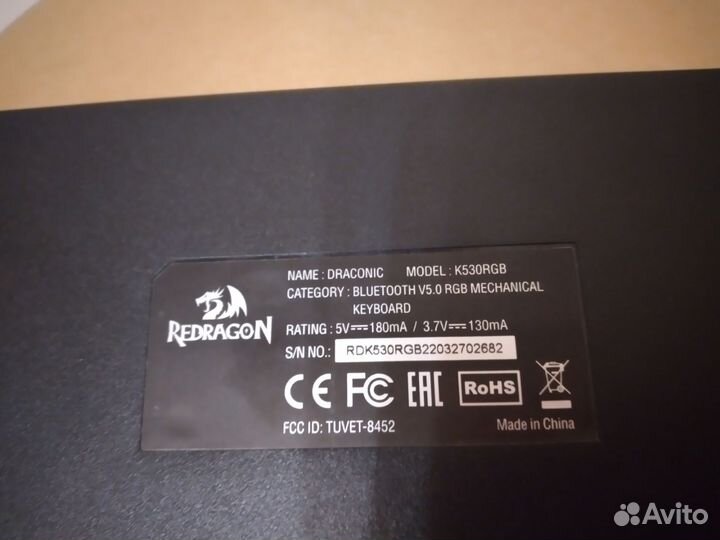 NAME : DRACONIC MODEL : K530RGB
CATEGORY : BLUETOOTH V5.0 RGB MECHANICAL
KEYBOARD
REDRAGON
RATING : 5V⎓180mA / 3.7V⎓130mA
S/N NO.: RDK530RGB22032702682
CE FC EAC RoHS
FCC ID: TUVET-8452 Made in China
Avito